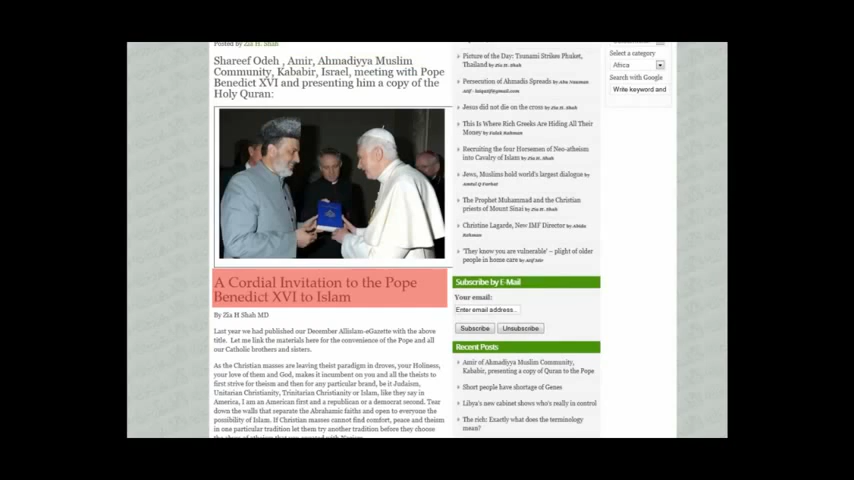 Posted by Zia H. Shah
Shareef Odeh , Amir, Ahmadiyya Muslim
Community, Kababir, Israel, meeting with Pope
Benedict XVI and presenting him a copy of the
Holy Quran:
A Cordial Invitation to the Pope
Benedict XVI to Islam
By Zia H Shah MD
Last year we had published our December Allislam-eGazette with the above
title. Let me link the materials here for the convenience of the Pope and all
our Catholic brothers and sisters.
As the Christian masses are leaving theist paradigm in droves, your Holiness,
your love of them and God, makes it incumbent on you and all the theists to
first strive for theism and then for any particular brand, be it Judaism,
Unitarian Christianity, Trinitarian Christianity or Islam, like they say in
America, I am an American first and a republican or a democrat second. Tear
down the walls that separate the Abrahamic faiths and open to everyone the
possibility of Islam. If Christian masses cannot find comfort, peace and theism
in one particular tradition let them try another tradition before they choose
Picture of the Day: Tsunami Strikes Phuket,
Thailand by Zia H. Shah
Persecution of Ahmadis Spreads by Abu Nauman
Jesus did not die on the cross by Zia H. Shah
This Is Where Rich Greeks Are Hiding All Their
Money by Falak Rahman
Recruiting the four Horsemen of Neo-atheism
into Cavalry of Islam by Zia H. Shah
Jews, Muslims hold world's largest dialogue by
The Prophet Muhammad and the Christian
priests of Mount Sinai by Zia H. Shah
Christine Lagarde, New IMF Director by
Rahman
'They know you are vulnerable' – plight of older
people in home care by
Subscribe by E-Mail
Your email:
Enter email address..
Subscribe
Unsubscribe
Recent Posts
Amir of Ahmadiyya Muslim Community,
Kababir, presenting a copy of Quran to the Pope
Short people have shortage of Genes
Libya's new cabinet shows who's really in control
The rich: Exactly what does the terminology
mean?
Select a category
Africa
Search with Google
Write keyword and